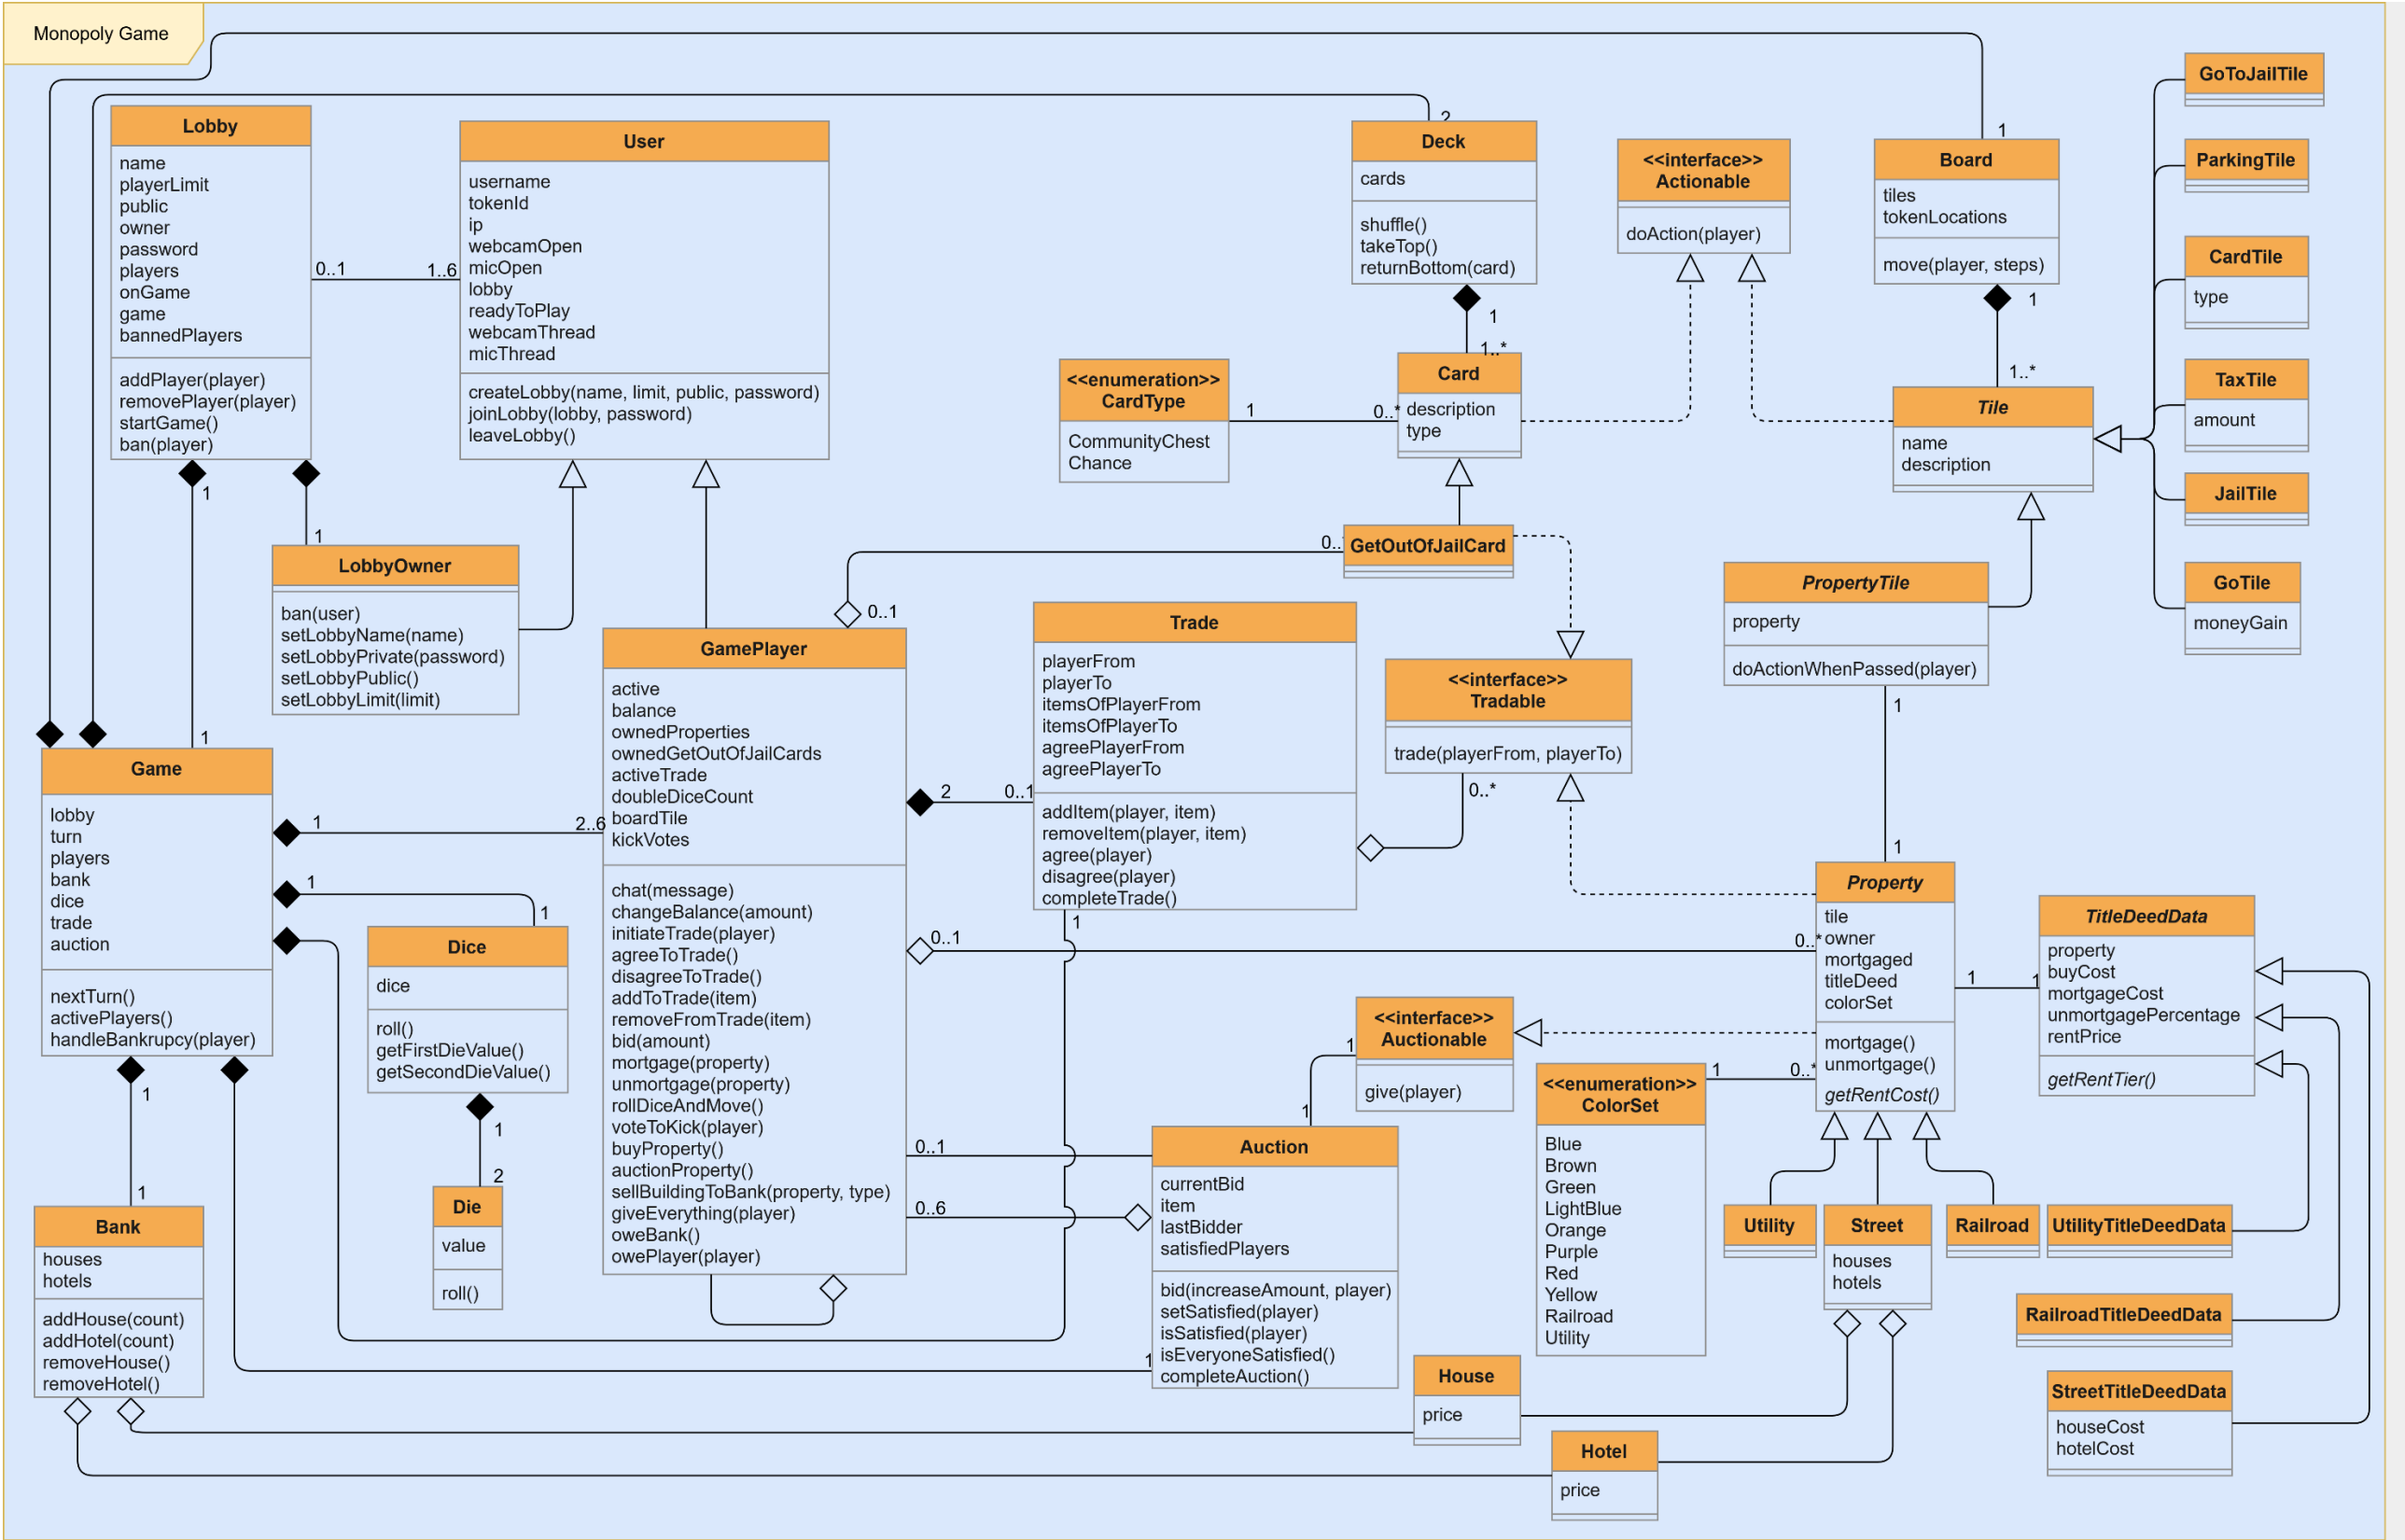 Monopoly Game
Lobby
name
playerLimit
public
owner
password
players
onGame
game
bannedPlayers
addPlayer(player)
removePlayer(player)
startGame()
ban(player)
0..1
1..6
User
username
tokenId
ip
webcamOpen
micOpen
lobby
readyToPlay
webcamThread
micThread
createLobby(name, limit, public, password)
joinLobby(lobby, password)
leaveLobby()
2
Deck
cards
shuffle()
takeTop()
returnBottom(card)
1
1..*
<<interface>>
Actionable
doAction(player)
1
Board
tiles
tokenLocations
move(player, steps)
1
1..*
GoToJailTile
ParkingTile
CardTile
type
TaxTile
amount
JailTile
GoTile
moneyGain
<<enumeration>>
CardType
CommunityChest
Chance
1
0..*
Card
description
type
Tile
name
description
1
1
1
LobbyOwner
ban(user)
setLobbyName(name)
setLobbyPrivate(password)
setLobbyPublic()
setLobbyLimit(limit)
0..
GetOutOfJailCard
0..1
PropertyTile
property
doActionWhenPassed(player)
1
1
GamePlayer
active
balance
ownedProperties
ownedGetOutOfJailCards
activeTrade
doubleDiceCount
boardTile
kickVotes
chat(message)
changeBalance(amount)
initiateTrade(player)
agreeToTrade()
disagreeToTrade()
addToTrade(item)
removeFromTrade(item)
bid(amount)
mortgage(property)
unmortgage(property)
rollDiceAndMove()
voteToKick(player)
buyProperty()
auctionProperty()
sellBuildingToBank(property, type)
giveEverything(player)
oweBank()
owePlayer(player)
2
0..1
Trade
playerFrom
playerTo
itemsOfPlayerFrom
itemsOfPlayerTo
agreePlayerFrom
agreePlayerTo
addItem(player, item)
removeItem(player, item)
agree(player)
disagree(player)
completeTrade()
1
<<interface>>
Tradable
trade(playerFrom, playerTo)
0..*
Game
lobby
turn
players
bank
dice
trade
auction
nextTurn()
activePlayers()
handleBankrupcy(player)
1
2..6
1
1
Dice
dice
roll()
getFirstDieValue()
getSecondDieValue()
1
2
Die
value
roll()
1
1
Bank
houses
hotels
addHouse(count)
addHotel(count)
removeHouse()
removeHotel()
0..1
0..*
Property
tile
owner
mortgaged
titleDeed
colorSet
mortgage()
unmortgage()
getRentCost()
1
1
TitleDeedData
property
buyCost
mortgageCost
unmortgagePercentage
rentPrice
getRentTier()
1
<<interface>>
Auctionable
give(player)
1
0..1
0..6
1
Auction
currentBid
item
lastBidder
satisfiedPlayers
bid(increaseAmount, player)
setSatisfied(player)
isSatisfied(player)
isEveryoneSatisfied()
completeAuction()
<<enumeration>>
ColorSet
Blue
Brown
Green
LightBlue
Orange
Purple
Red
Yellow
Railroad
Utility
1
0..*
Utility
Street
houses
hotels
Railroad
UtilityTitleDeedData
RailroadTitleDeedData
StreetTitleDeedData
houseCost
hotelCost
House
price
Hotel
price